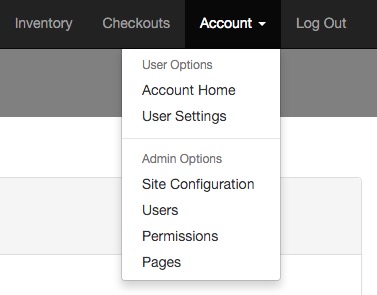 Inventory Checkouts Account Log Out
User Options
Account Home
User Settings
Admin Options
Site Configuration
Users
Permissions
Pages